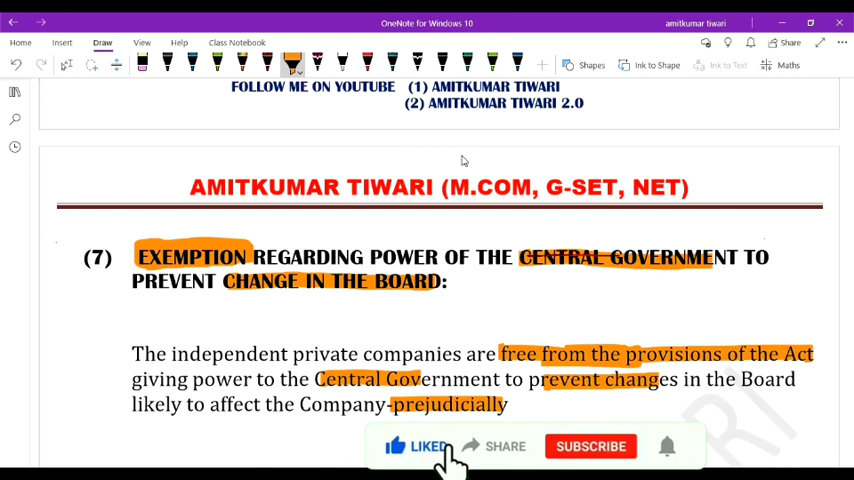 OneNote for Windows 10
amitkumar tiwari
Home Insert Draw View Help Class Notebook
Share
Shapes Ink to Shape Ink to Text Maths
FOLLOW ME ON YOUTUBE (1) AMITKUMAR TIWARI
(2) AMITKUMAR TIWARI 2.0
AMITKUMAR TIWARI (M.COM, G-SET, NET)
(7) EXEMPTION REGARDING POWER OF THE CENTRAL GOVERNMENT TO
PREVENT CHANGE IN THE BOARD:
The independent private companies are free from the provisions of the Act
giving power to the Central Government to prevent changes in the Board
likely to affect the Company-prejudicially
LIKED SHARE SUBSCRIBE